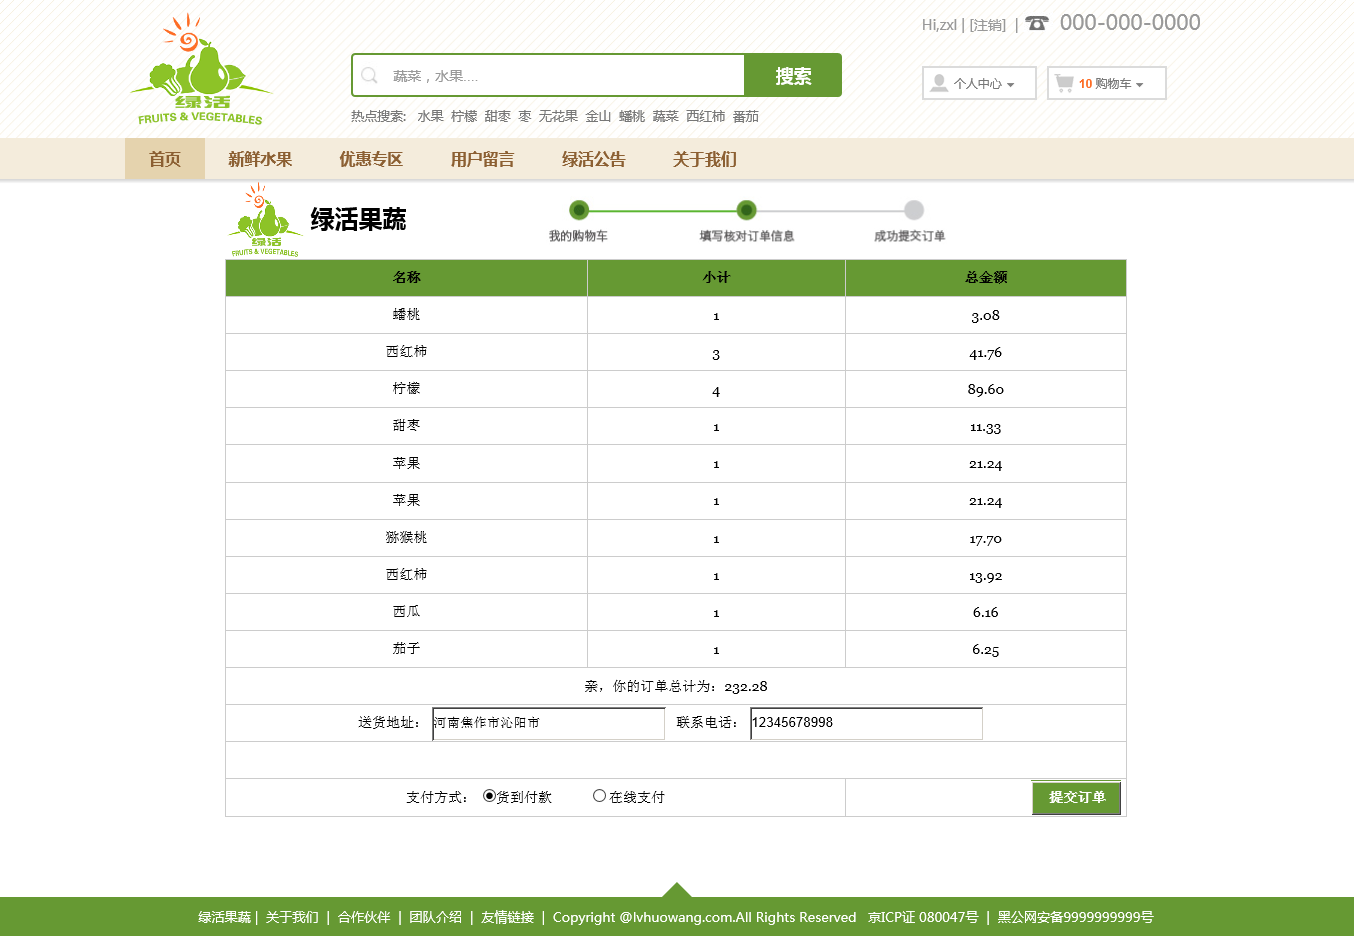 Hi,zxl | [注销] | 000-000-0000
绿活
FRUITS & VEGETABLES
蔬菜，水果....
搜索
个人中心
10 购物车
热点搜索: 水果 柠檬 甜枣 枣 无花果 金山 蟠桃 蔬菜 西红柿 番茄
首页 新鲜水果 优惠专区 用户留言 绿活公告 关于我们
绿活
FRUITS & VEGETABLES
绿活果蔬
我的购物车 填写核对订单信息 成功提交订单
名称 小计 总金额
蟠桃 1 3.08
西红柿 3 41.76
柠檬 4 89.60
甜枣 1 11.33
苹果 1 21.24
苹果 1 21.24
猕猴桃 1 17.70
西红柿 1 13.92
西瓜 1 6.16
茄子 1 6.25
亲，你的订单总计为：232.28
送货地址： 河南焦作市沁阳市 联系电话： 12345678998
支付方式： 货到付款 在线支付 提交订单
绿活果蔬 | 关于我们 | 合作伙伴 | 团队介绍 | 友情链接 | Copyright @lvhuowang.com.All Rights Reserved 京ICP证 080047号 | 黑公网安备9999999999号